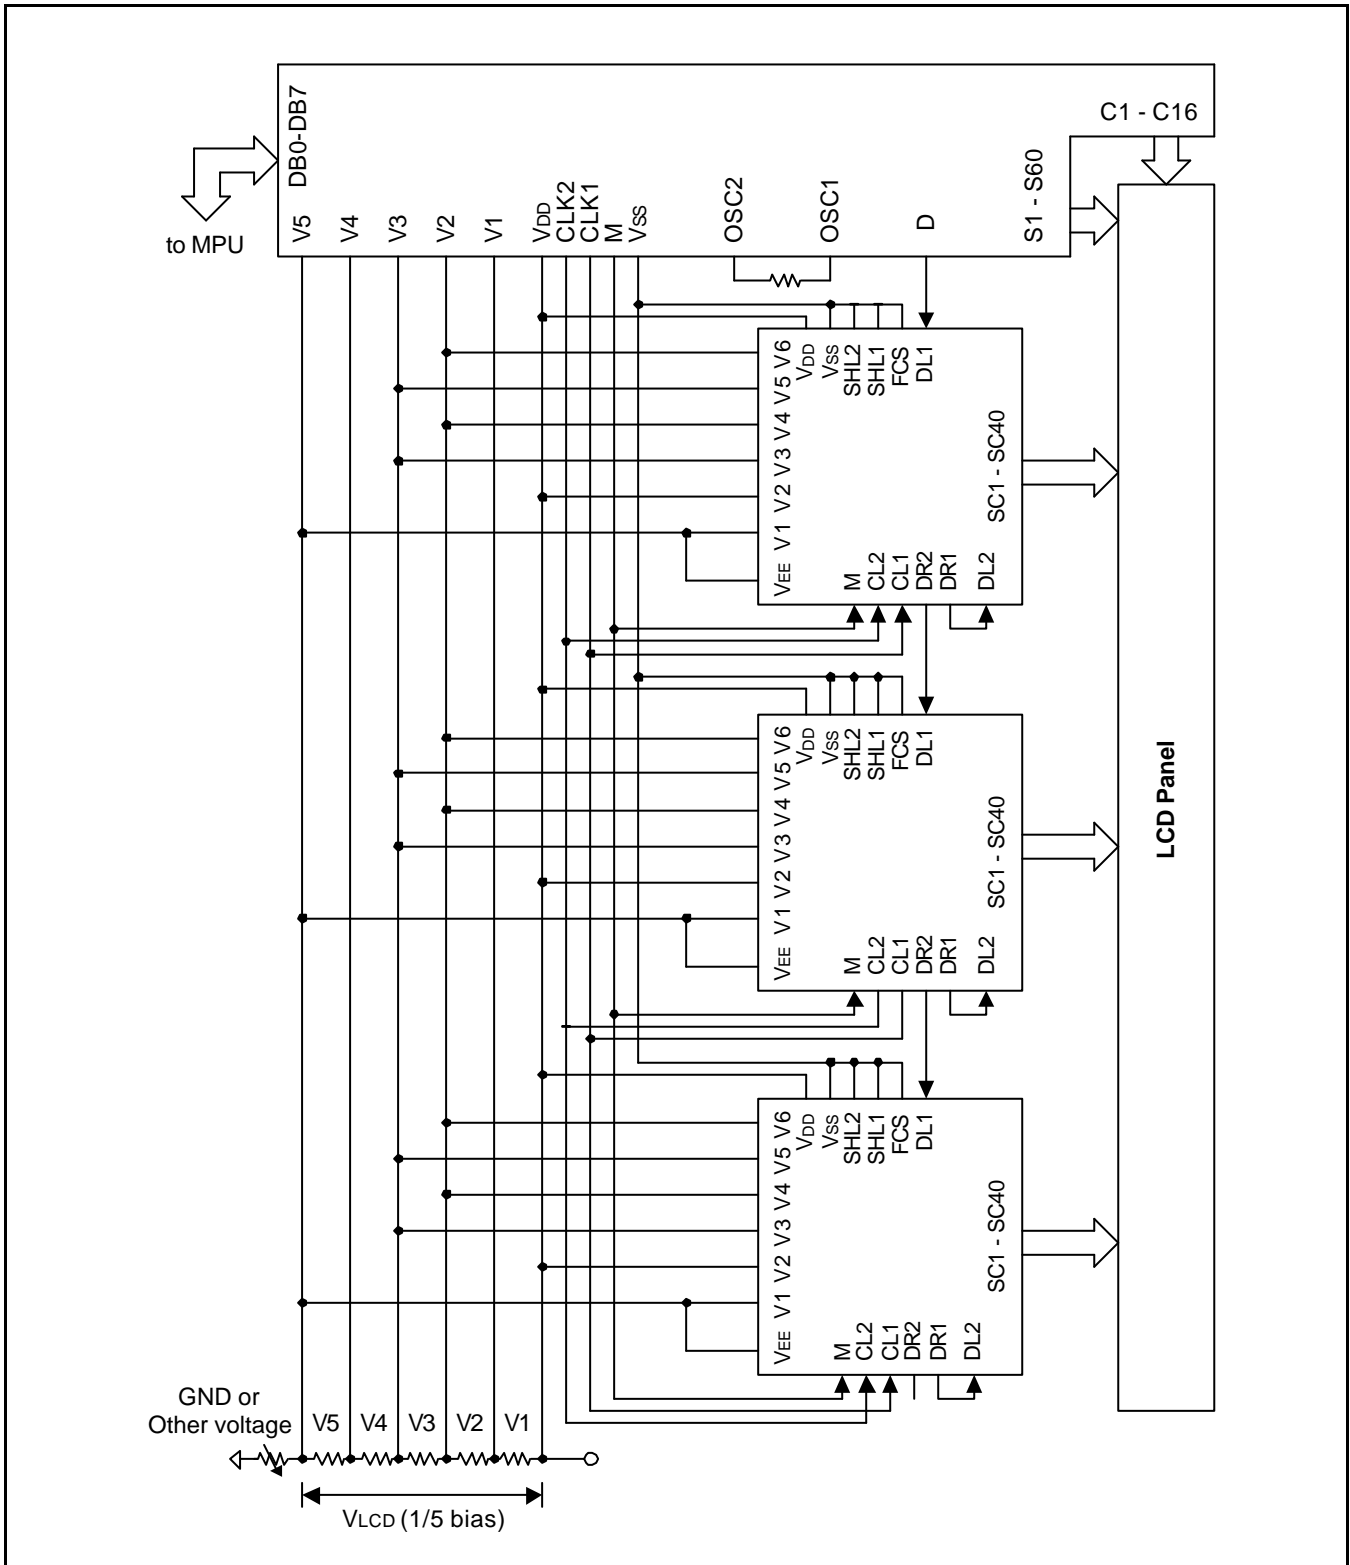 C1 - C16
DB0-DB7
S1 - S60
to MPU
V5
V4
V3
V2
V1
VDD
CLK2
CLK1
M
VSS
OSC2
OSC1
D
V6
V5
V4
V3
V2
V1
VEE
VDD
VSS
SHL2
SHL1
FCS
DL1
SC1 - SC40
M
CL2
CL1
DR2
DR1
DL2
V6
V5
V4
V3
V2
V1
VEE
VDD
VSS
SHL2
SHL1
FCS
DL1
SC1 - SC40
M
CL2
CL1
DR2
DR1
DL2
LCD Panel
V6
V5
V4
V3
V2
V1
VEE
VDD
VSS
SHL2
SHL1
FCS
DL1
SC1 - SC40
M
CL2
CL1
DR2
DR1
DL2
GND or
Other voltage
V5
V4
V3
V2
V1
VLCD (1/5 bias)